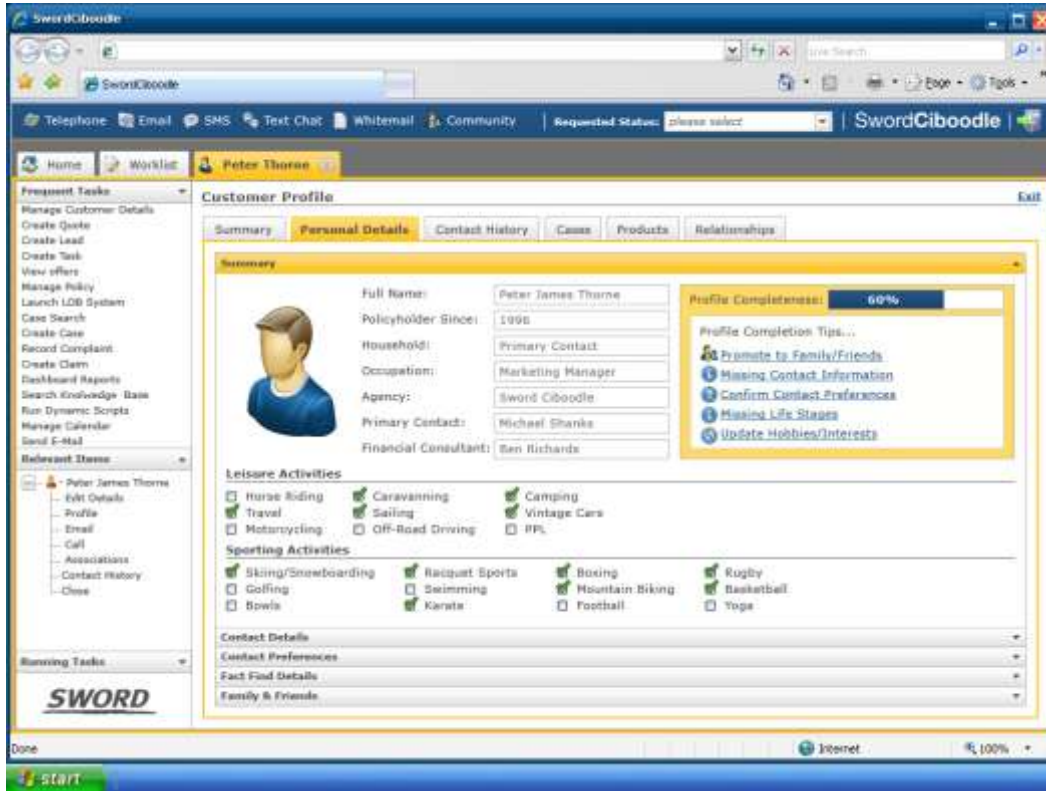 SwordCiboodle
Live Search
SwordCiboodle
Page Tools
Telephone Email SMS Text Chat Whitemail Community Requested Status: please select SwordCiboodle
Home Worklist Peter Thorne
Frequent Tasks
Manage Customer Details
Create Quote
Create Lead
Create Task
View offers
Manage Policy
Launch LOB System
Case Search
Create Case
Record Complaint
Create Claim
Dashboard Reports
Search Knolwedge Base
Run Dynamic Scripts
Manage Calendar
Send E-Mail
Relevant Items
Peter James Thorne
Edit Details
Profile
Email
Call
Associations
Contact History
Close
Running Tasks
SWORD
Customer Profile Exit
Summary Personal Details Contact History Cases Products Relationships
Summary
Full Name: Peter James Thorne
Policyholder Since: 1996
Household: Primary Contact
Occupation: Marketing Manager
Agency: Sword Ciboodle
Primary Contact: Michael Shanks
Financial Consultant: Ben Richards
Profile Completeness: 60%
Profile Completion Tips...
Promote to Family/Friends
Missing Contact Information
Confirm Contact Preferences
Missing Life Stages
Update Hobbies/Interests
Leisure Activities
Horse Riding Caravanning Camping
Travel Sailing Vintage Cars
Motorcycling Off-Road Driving PPL
Sporting Activities
Skiing/Snowboarding Racquet Sports Boxing Rugby
Golfing Swimming Mountain Biking Basketball
Bowls Karate Football Yoga
Contact Details
Contact Preferences
Fact Find Details
Family & Friends
Done Internet 100%
start